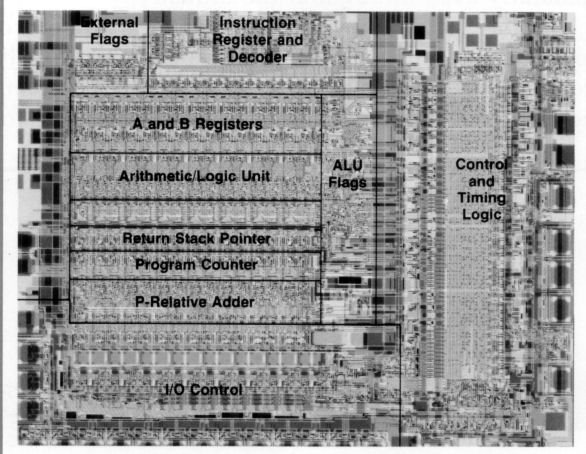 External
Flags
Instruction
Register and
Decoder
A and B Registers
Arithmetic/Logic Unit
ALU
Flags
Control
and
Timing
Logic
Return Stack Pointer
Program Counter
P-Relative Adder
I/O Control